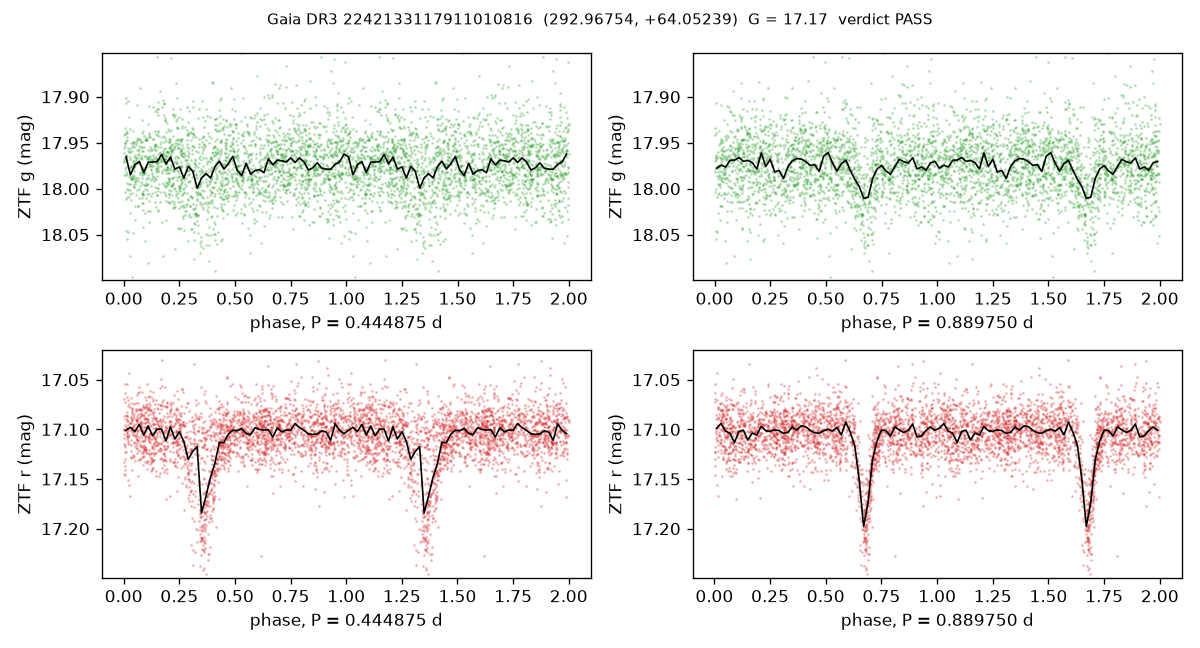 Gaia DR3 2242133117911010816 (292.96754, +64.05239) G = 17.17 verdict PASS
ZTF g (mag)
17.90
17.95
18.00
18.05
0.00 0.25 0.50 0.75 1.00 1.25 1.50 1.75 2.00
phase, P = 0.444875 d
ZTF g (mag)
17.90
17.95
18.00
18.05
0.00 0.25 0.50 0.75 1.00 1.25 1.50 1.75 2.00
phase, P = 0.889750 d
ZTF r (mag)
17.05
17.10
17.15
17.20
0.00 0.25 0.50 0.75 1.00 1.25 1.50 1.75 2.00
phase, P = 0.444875 d
ZTF r (mag)
17.05
17.10
17.15
17.20
0.00 0.25 0.50 0.75 1.00 1.25 1.50 1.75 2.00
phase, P = 0.889750 d